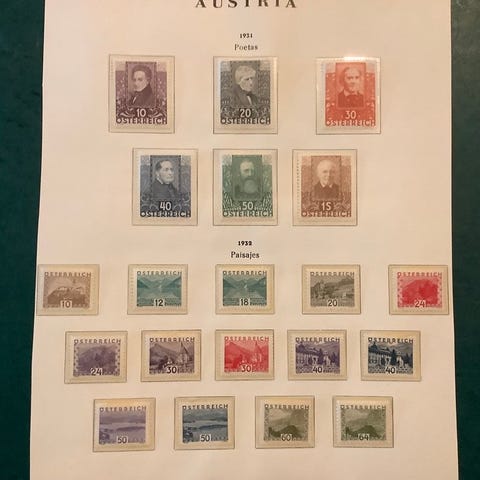 AUSTRIA
1931
Poetas
10
ÖSTERREICH
20
ÖSTERREICH
30
ÖSTERREICH
40
ÖSTERREICH
50
ÖSTERREICH
1S
ÖSTERREICH
1932
Paisajes
ÖSTERREICH
10
ÖSTERREICH
12
ÖSTERREICH
18
ÖSTERREICH
20
ÖSTERREICH
24
ÖSTERREICH
24
ÖSTERREICH
30
ÖSTERREICH
30
ÖSTERREICH
40
ÖSTERREICH
40
ÖSTERREICH
50
ÖSTERREICH
50
ÖSTERREICH
60
ÖSTERREICH
64